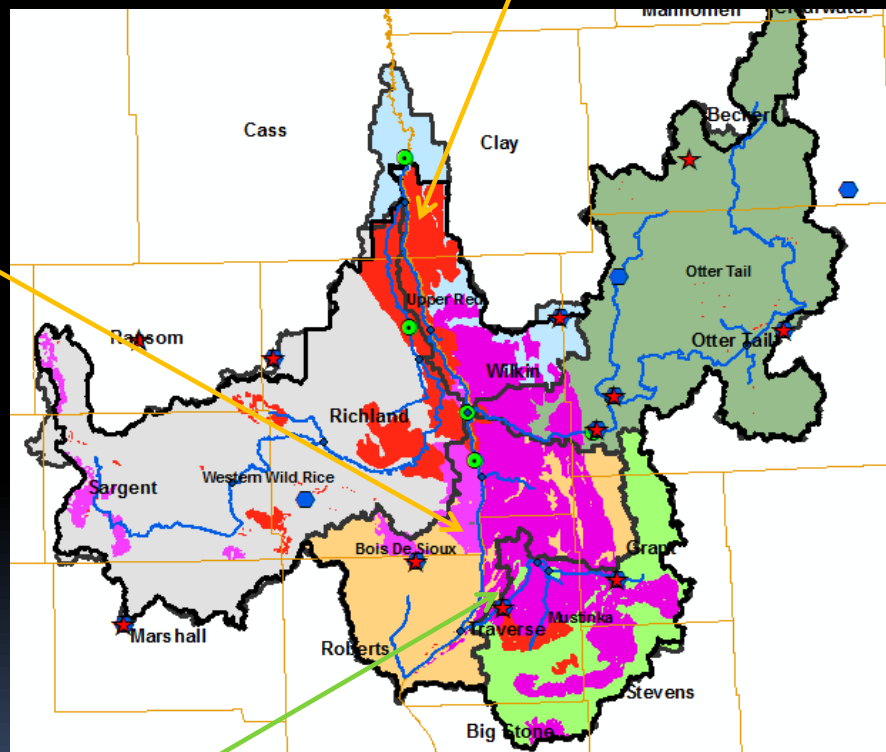 Mahnomen
Clearwater
Becker
Cass
Clay
Otter Tail
Upper Red
Ransom
Otter Tail
Wilkin
Richland
Western Wild Rice
Sargent
Bois De Sioux
Grant
Mustinka
Traverse
Marshall
Roberts
Stevens
Big Stone